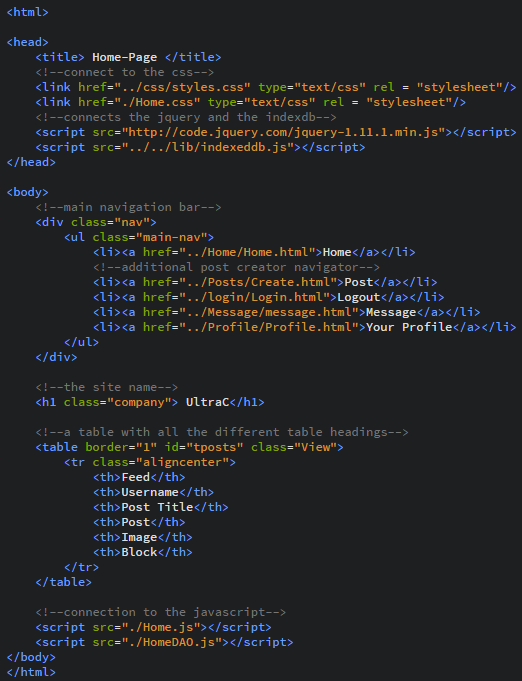 <html>
<head>
<title> Home-Page </title>
<!--connect to the css-->
<link href="../css/styles.css" type="text/css" rel = "stylesheet"/>
<link href="./Home.css" type="text/css" rel = "stylesheet"/>
<!--connects the jquery and the indexdb-->
<script src="http://code.jquery.com/jquery-1.11.1.min.js"></script>
<script src="../../lib/indexeddb.js"></script>
</head>
<body>
<!--main navigation bar-->
<div class="nav">
<ul class="main-nav">
<li><a href="../Home/Home.html">Home</a></li>
<!--additional post creator navigator-->
<li><a href="../Posts/Create.html">Post</a></li>
<li><a href="../login/Login.html">Logout</a></li>
<li><a href="../Message/message.html">Message</a></li>
<li><a href="../Profile/Profile.html">Your Profile</a></li>
</ul>
</div>
<!--the site name-->
<h1 class="company"> UltraC</h1>
<!--a table with all the different table headings-->
<table border="1" id="tposts" class="View">
<tr class="aligncenter">
<th>Feed</th>
<th>Username</th>
<th>Post Title</th>
<th>Post</th>
<th>Image</th>
<th>Block</th>
</tr>
</table>
<!--connection to the javascript-->
<script src="./Home.js"></script>
<script src="./HomeDAO.js"></script>
</body>
</html>